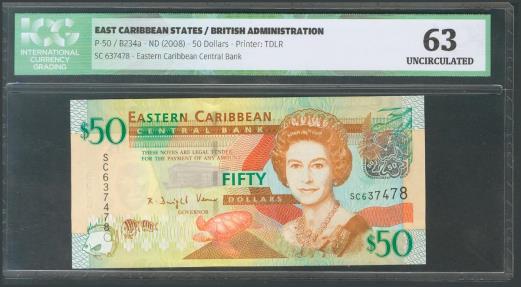 ICG
INTERNATIONAL
CURRENCY
GRADING
EAST CARIBBEAN STATES / BRITISH ADMINISTRATION
P-50 / B234a - ND (2008) - 50 Dollars - Printer: TDLR
SC 637478 - Eastern Caribbean Central Bank
63
UNCIRCULATED
$50
EASTERN CARIBBEAN
CENTRAL BANK
THESE NOTES ARE LEGAL TENDER
FOR THE PAYMENT OF ANY AMOUNT
SC637478
FIFTY
DOLLARS
GOVERNOR
SC637478
$50